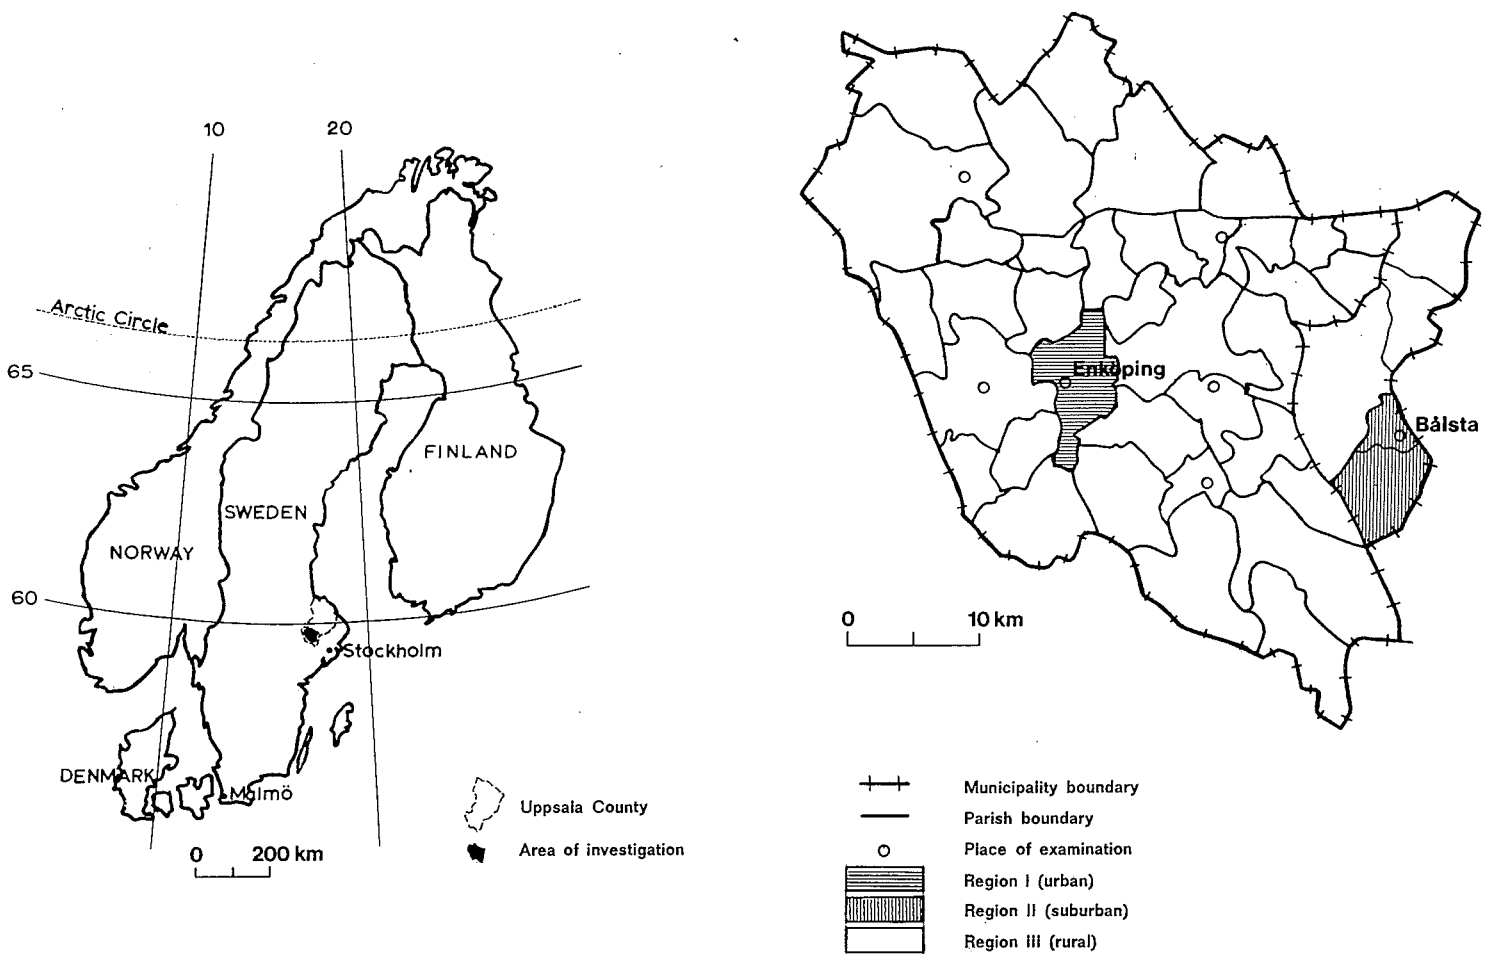 10
20
Arctic Circle
65
FINLAND
SWEDEN
NORWAY
60
Stockholm
DENMARK
Malmö
0 200 km
Uppsala County
Area of investigation
Enköping
Bålsta
0 10 km
Municipality boundary
Parish boundary
Place of examination
Region I (urban)
Region II (suburban)
Region III (rural)